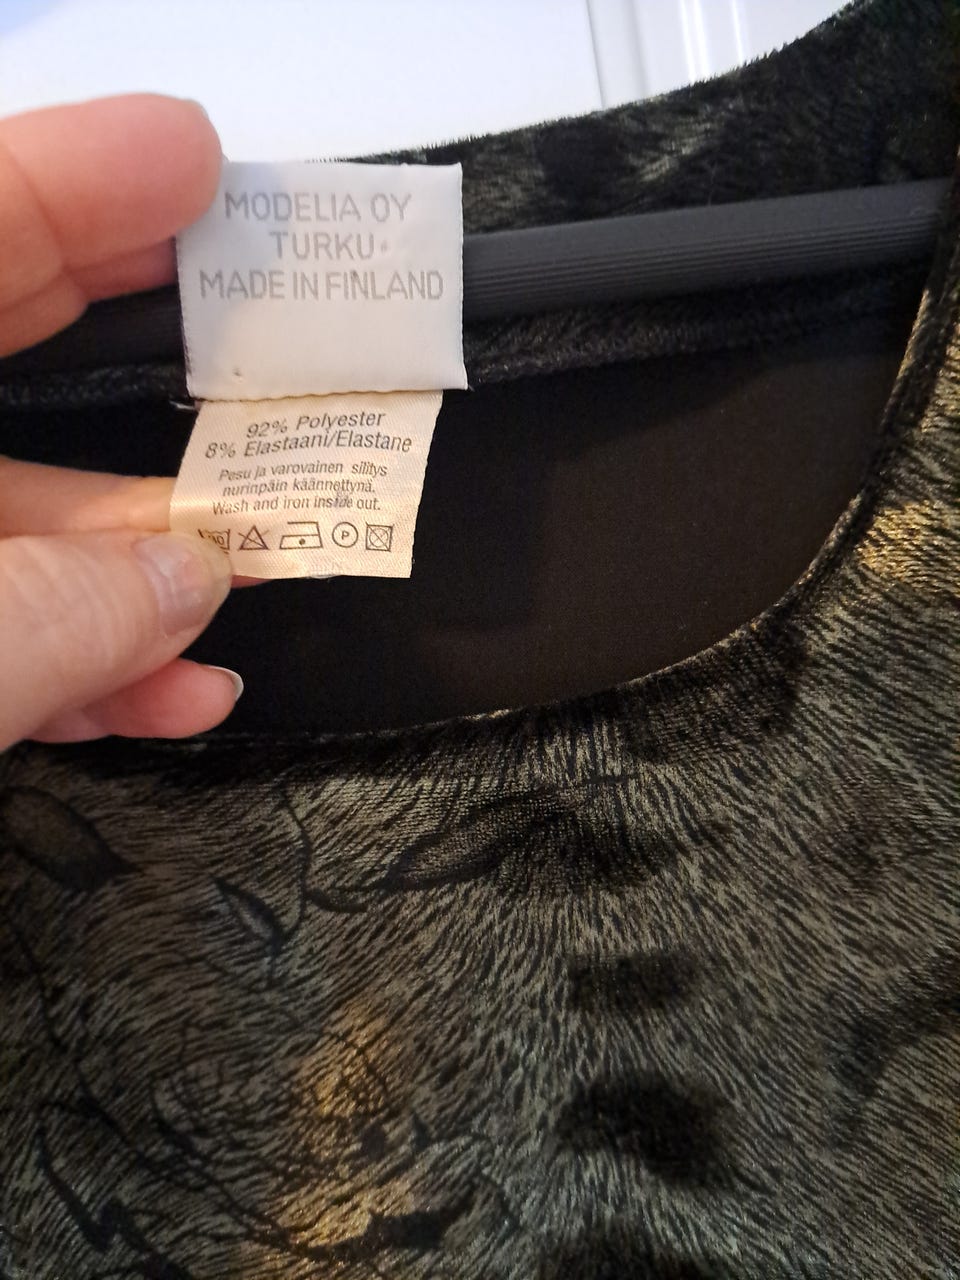 MODELIA OY
TURKU
MADE IN FINLAND
92% Polyester
8% Elastaani/Elastane
Pesu ja varovainen silitys
nurinpäin käännettynä.
Wash and iron inside out.
P